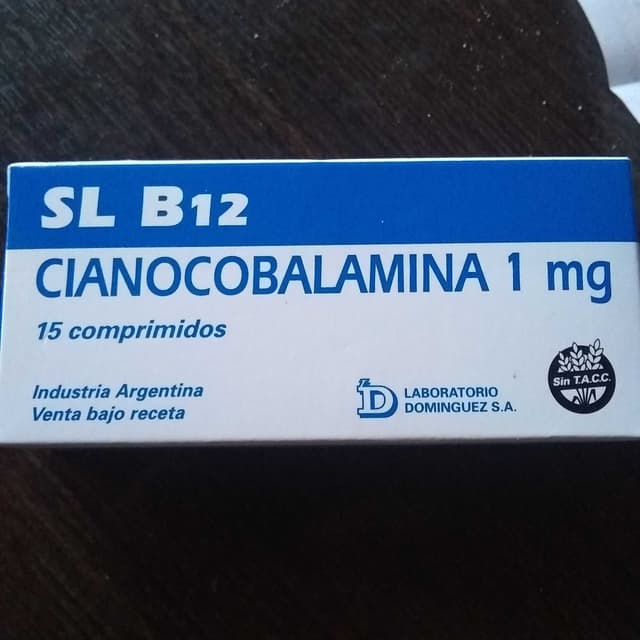 SL B12
CIANOCOBALAMINA 1 mg
15 comprimidos
Industria Argentina
Venta bajo receta
LABORATORIO
DOMINGUEZ S.A.
Sin T.A.C.C.